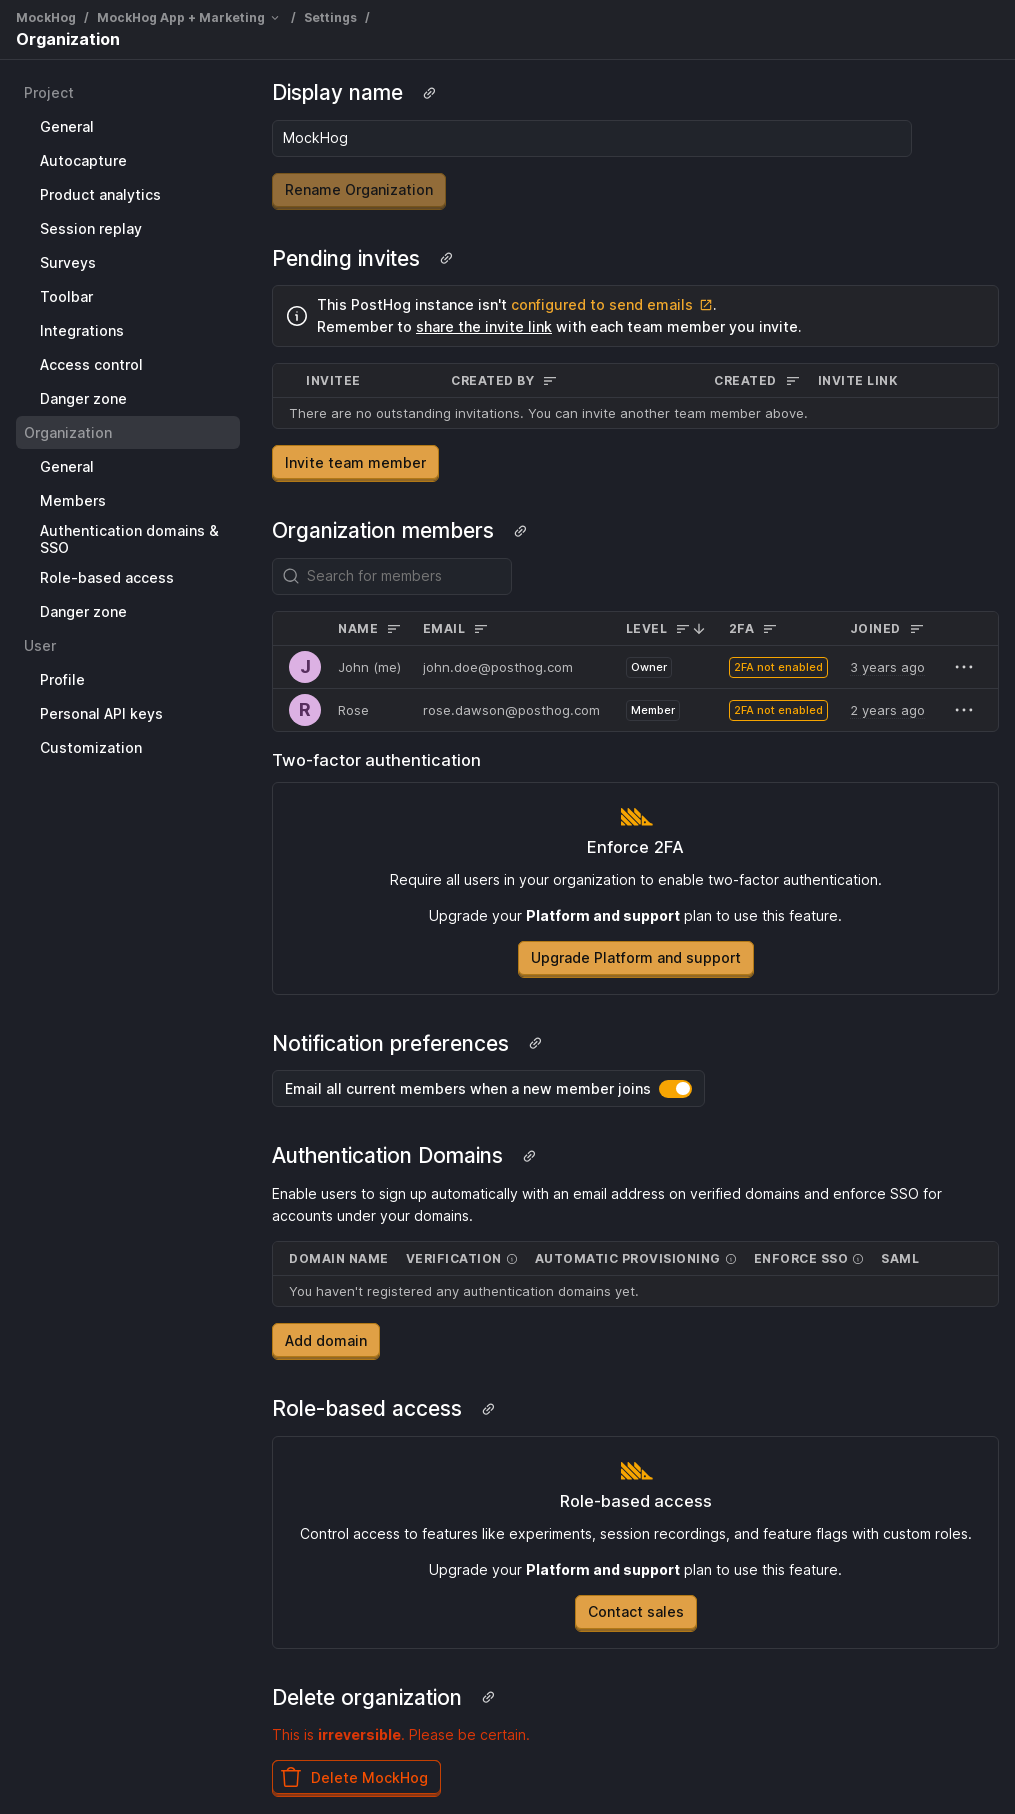 MockHog / MockHog App + Marketing / Settings /
Organization
Project
General
Autocapture
Product analytics
Session replay
Surveys
Toolbar
Integrations
Access control
Danger zone
Organization
General
Members
Authentication domains &
SSO
Role-based access
Danger zone
User
Profile
Personal API keys
Customization
Display name
MockHog
Rename Organization
Pending invites
This PostHog instance isn't configured to send emails.
Remember to share the invite link with each team member you invite.
INVITEE CREATED BY CREATED INVITE LINK
There are no outstanding invitations. You can invite another team member above.
Invite team member
Organization members
Search for members
NAME EMAIL LEVEL 2FA JOINED
J John (me) john.doe@posthog.com Owner 2FA not enabled 3 years ago
R Rose rose.dawson@posthog.com Member 2FA not enabled 2 years ago
Two-factor authentication
Enforce 2FA
Require all users in your organization to enable two-factor authentication.
Upgrade your Platform and support plan to use this feature.
Upgrade Platform and support
Notification preferences
Email all current members when a new member joins
Authentication Domains
Enable users to sign up automatically with an email address on verified domains and enforce SSO for
accounts under your domains.
DOMAIN NAME VERIFICATION AUTOMATIC PROVISIONING ENFORCE SSO SAML
You haven't registered any authentication domains yet.
Add domain
Role-based access
Role-based access
Control access to features like experiments, session recordings, and feature flags with custom roles.
Upgrade your Platform and support plan to use this feature.
Contact sales
Delete organization
This is irreversible. Please be certain.
Delete MockHog